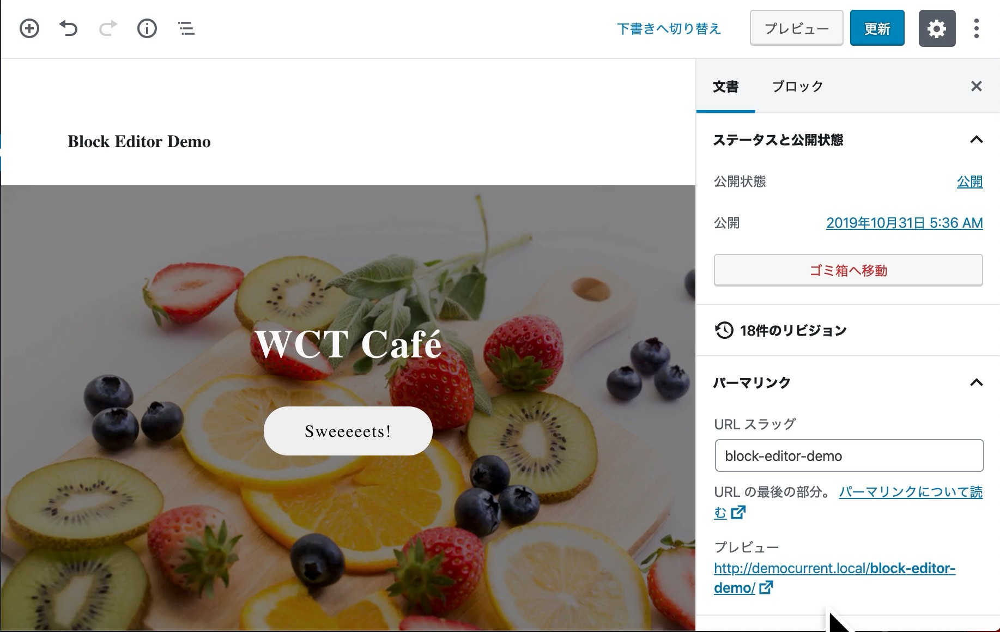 下書きへ切り替え
プレビュー
更新
Block Editor Demo
WCT Café
Sweeeeets!
文書
ブロック
ステータスと公開状態
公開状態
公開
公開
2019年10月31日 5:36 AM
ゴミ箱へ移動
18件のリビジョン
パーマリンク
URL スラッグ
block-editor-demo
URL の最後の部分。 パーマリンクについて読
む
プレビュー
http://democurrent.local/block-editor-
demo/